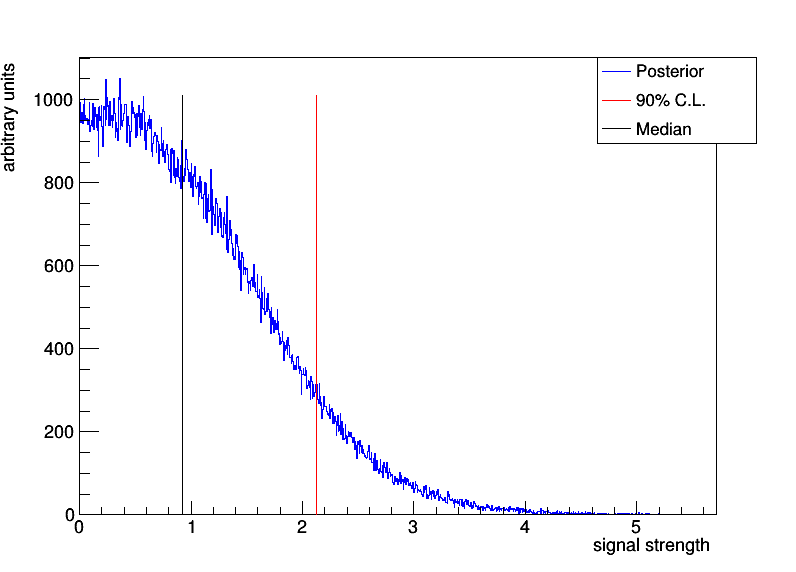 arbitrary units
1000
800
600
400
200
0
0 1 2 3 4 5
signal strength
Posterior
90% C.L.
Median